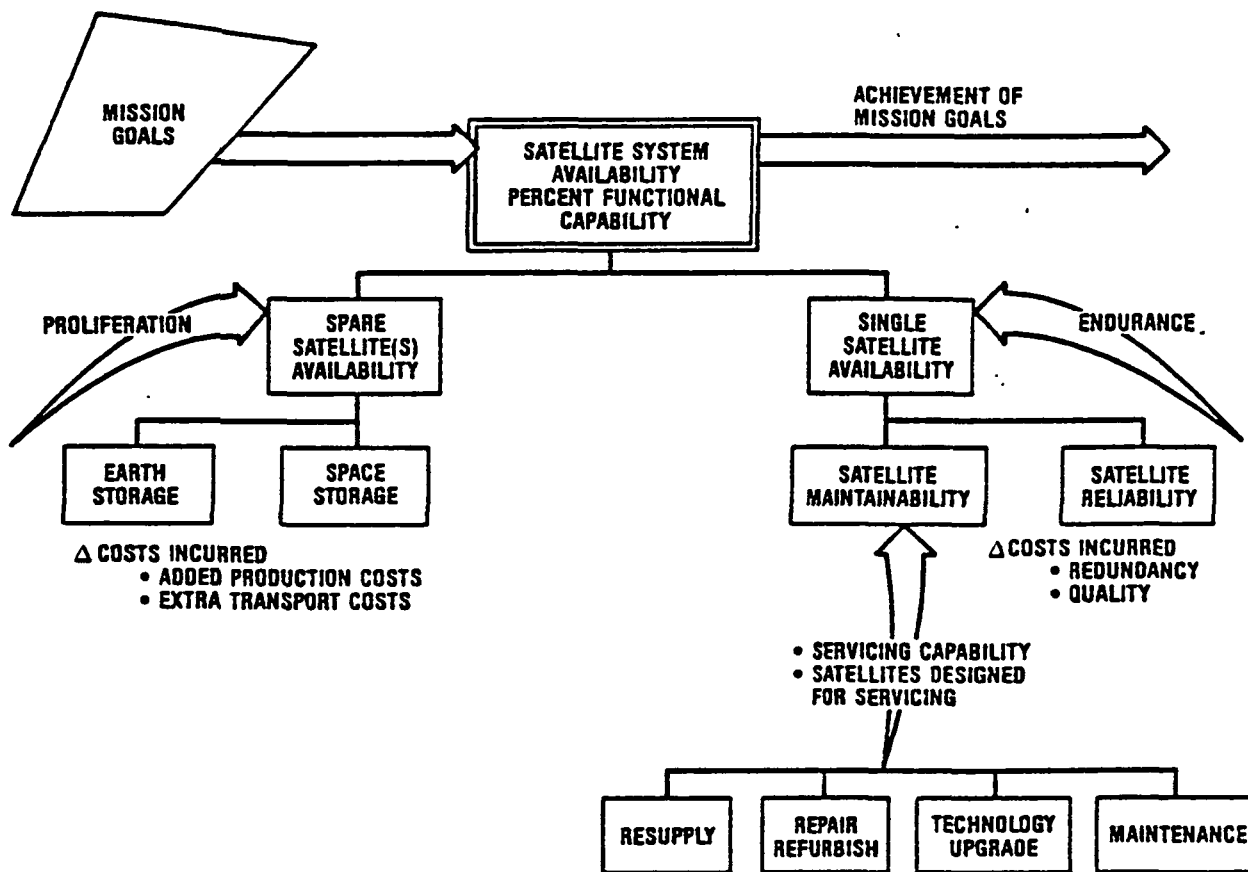 MISSION
GOALS
ACHIEVEMENT OF
MISSION GOALS
SATELLITE SYSTEM
AVAILABILITY
PERCENT FUNCTIONAL
CAPABILITY
PROLIFERATION
SPARE
SATELLITE(S)
AVAILABILITY
SINGLE
SATELLITE
AVAILABILITY
ENDURANCE
EARTH
STORAGE
SPACE
STORAGE
SATELLITE
MAINTAINABILITY
SATELLITE
RELIABILITY
Δ COSTS INCURRED
• ADDED PRODUCTION COSTS
• EXTRA TRANSPORT COSTS
Δ COSTS INCURRED
• REDUNDANCY
• QUALITY
• SERVICING CAPABILITY
• SATELLITES DESIGNED
FOR SERVICING
RESUPPLY
REPAIR
REFURBISH
TECHNOLOGY
UPGRADE
MAINTENANCE